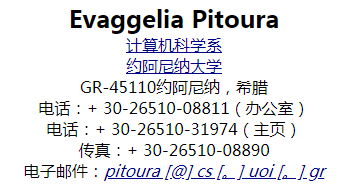 Evaggelia Pitoura
计算机科学系
约阿尼纳大学
GR-45110约阿尼纳，希腊
电话：+ 30-26510-08811 ( 办公室 )
电话：+ 30-26510-31974 ( 主页 )
传真：+ 30-26510-08890
电子邮件：pitoura [@] cs [。] uoi [。] gr